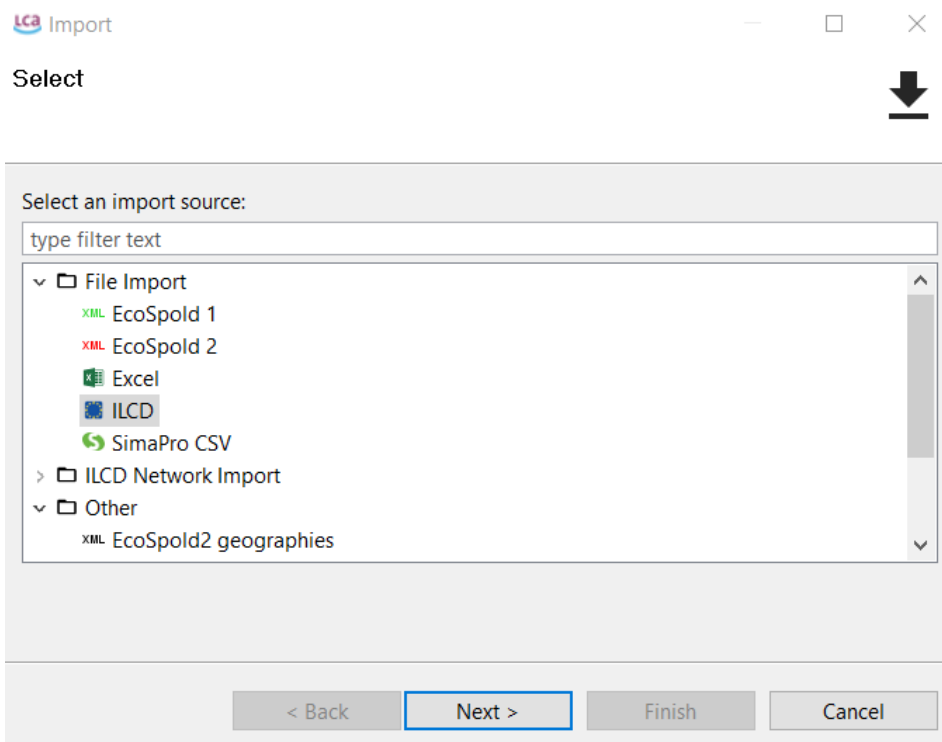 LCA Import
Select
Select an import source:
type filter text
File Import
XML EcoSpold 1
XML EcoSpold 2
Excel
ILCD
SimaPro CSV
ILCD Network Import
Other
XML EcoSpold2 geographies
< Back
Next >
Finish
Cancel